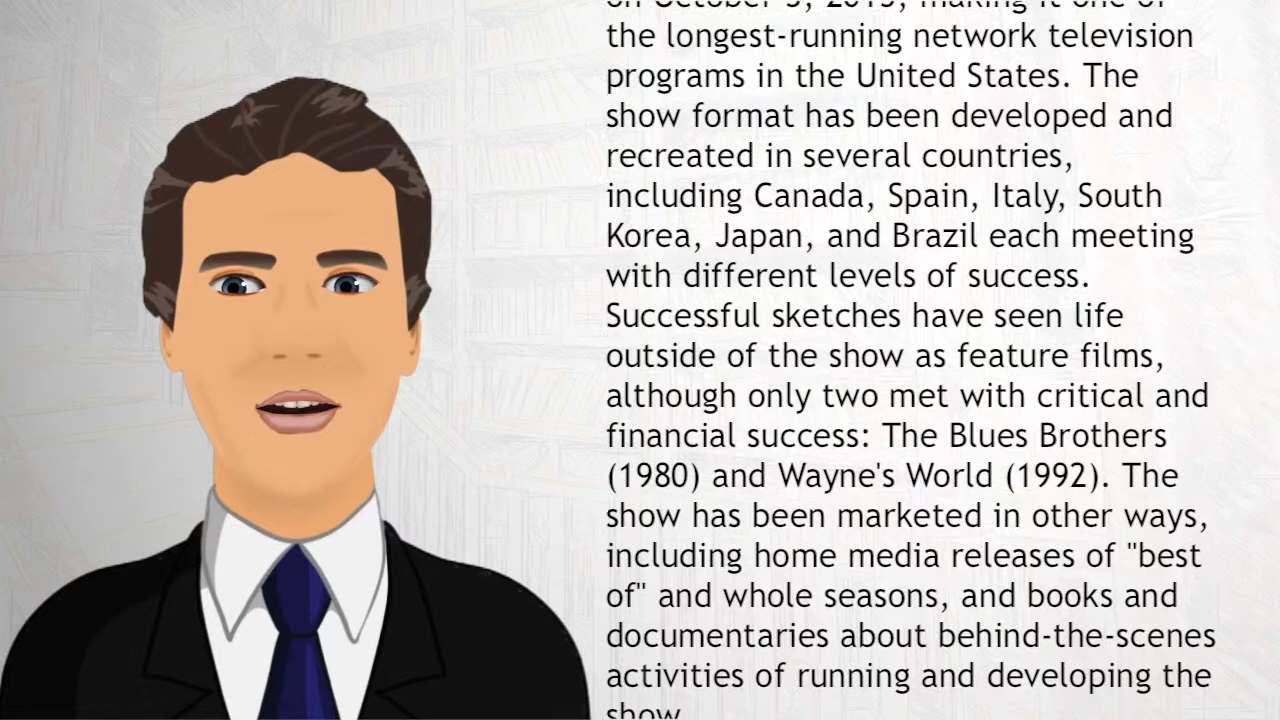 the longest-running network television
programs in the United States. The
show format has been developed and
recreated in several countries,
including Canada, Spain, Italy, South
Korea, Japan, and Brazil each meeting
with different levels of success.
Successful sketches have seen life
outside of the show as feature films,
although only two met with critical and
financial success: The Blues Brothers
(1980) and Wayne's World (1992). The
show has been marketed in other ways,
including home media releases of "best
of" and whole seasons, and books and
documentaries about behind-the-scenes
activities of running and developing the
show